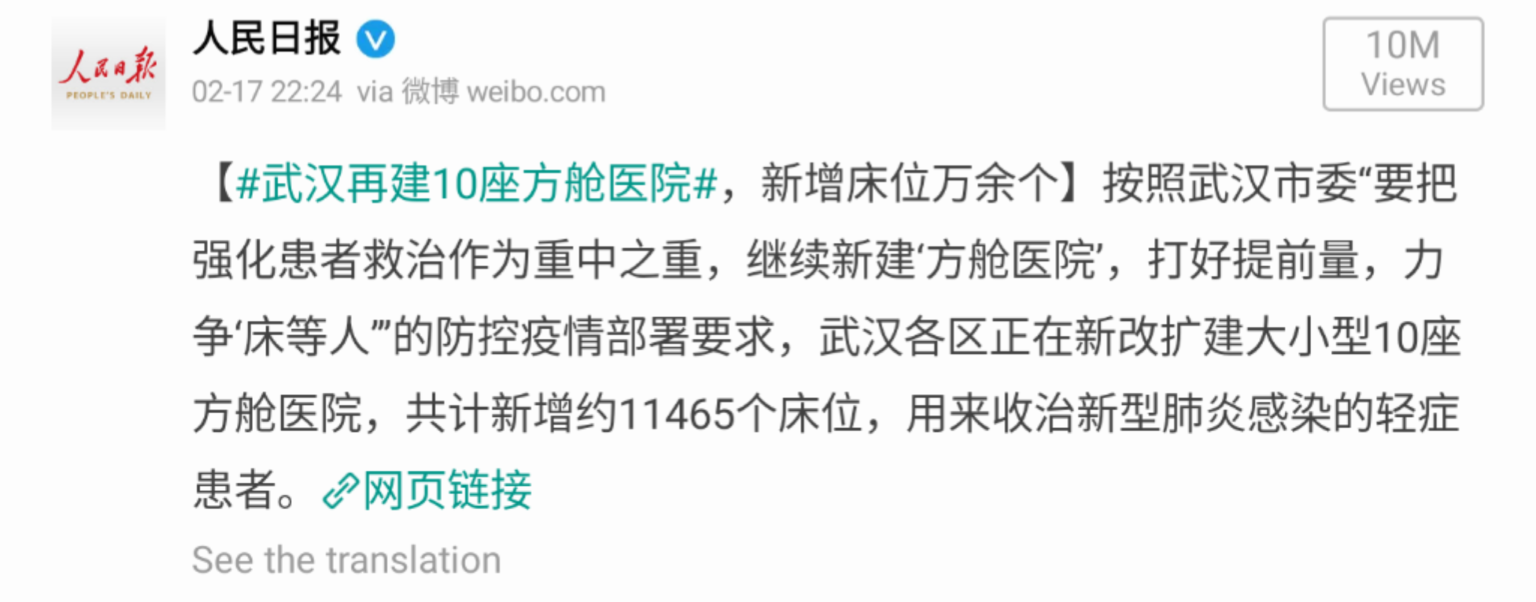 人民日报
人民日报
PEOPLE'S DAILY
02-17 22:24 via 微博 weibo.com
10M
Views
【#武汉再建10座方舱医院#，新增床位万余个】按照武汉市委“要把
强化患者救治作为重中之重，继续新建‘方舱医院’，打好提前量，力
争‘床等人’”的防控疫情部署要求，武汉各区正在新改扩建大小型10座
方舱医院，共计新增约11465个床位，用来收治新型肺炎感染的轻症
患者。网页链接
See the translation